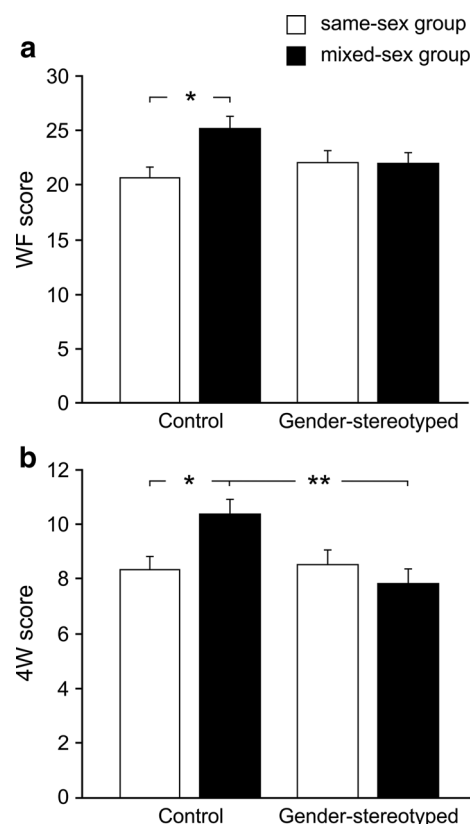 same-sex group
mixed-sex group
a
30
25
20
15
10
5
0
WF score
*
Control
Gender-stereotyped
b
12
10
8
6
4
2
0
4W score
*
**
Control
Gender-stereotyped